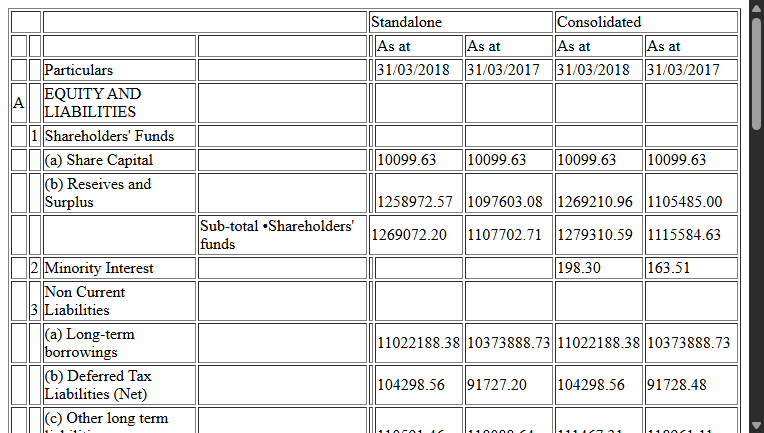 Standalone Consolidated
As at As at As at As at
Particulars 31/03/2018 31/03/2017 31/03/2018 31/03/2017
A EQUITY AND
LIABILITIES
1 Shareholders' Funds
(a) Share Capital 10099.63 10099.63 10099.63 10099.63
(b) Reseives and
Surplus 1258972.57 1097603.08 1269210.96 1105485.00
Sub-total •Shareholders'
funds 1269072.20 1107702.71 1279310.59 1115584.63
2 Minority Interest 198.30 163.51
Non Current
3 Liabilities
(a) Long-term
borrowings 11022188.38 10373888.73 11022188.38 10373888.73
(b) Deferred Tax
Liabilities (Net) 104298.56 91727.20 104298.56 91728.48
(c) Other long term